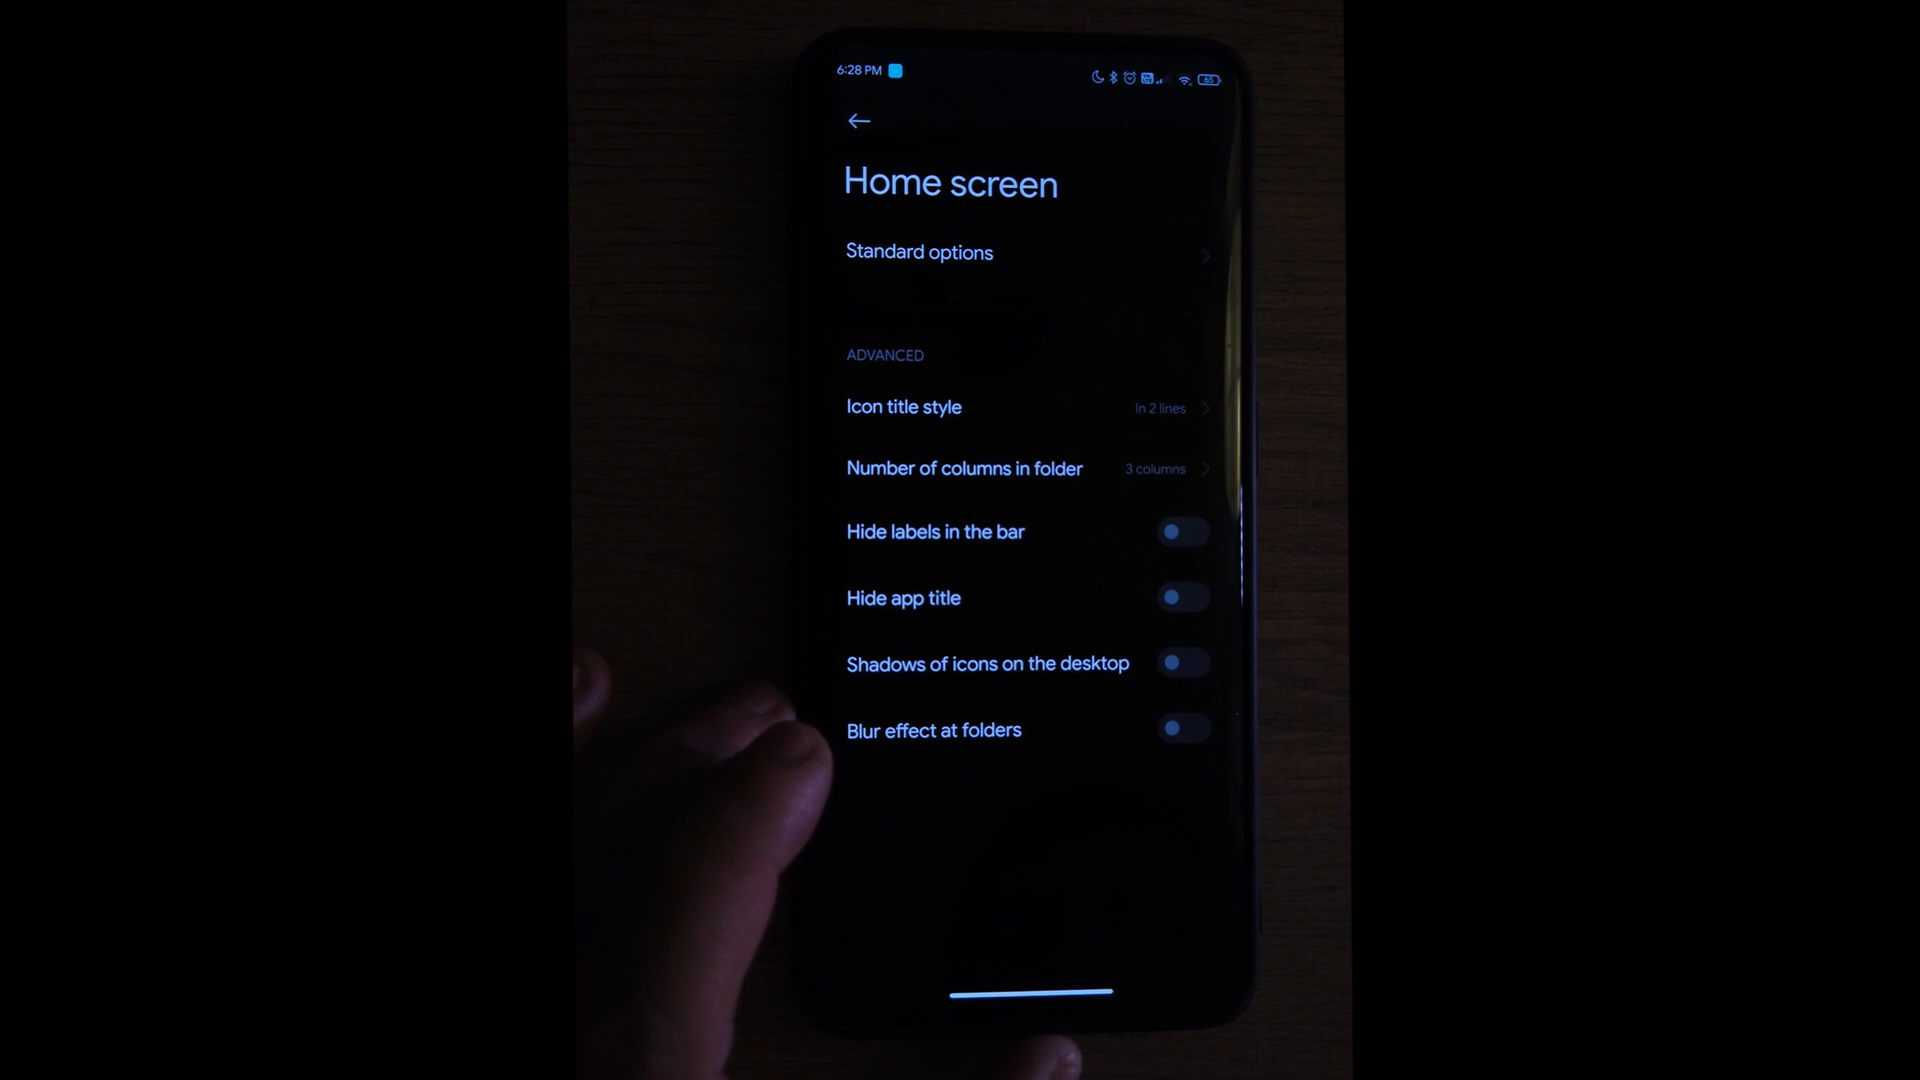 6:28 PM
65
Home screen
Standard options
ADVANCED
Icon title style In 2 lines
Number of columns in folder 3 columns
Hide labels in the bar
Hide app title
Shadows of icons on the desktop
Blur effect at folders